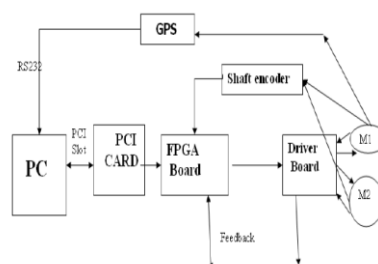 GPS
RS232
Shaft encoder
PCI
Slot
PC
PCI
CARD
FPGA
Board
Driver
Board
M1
M2
Feedback